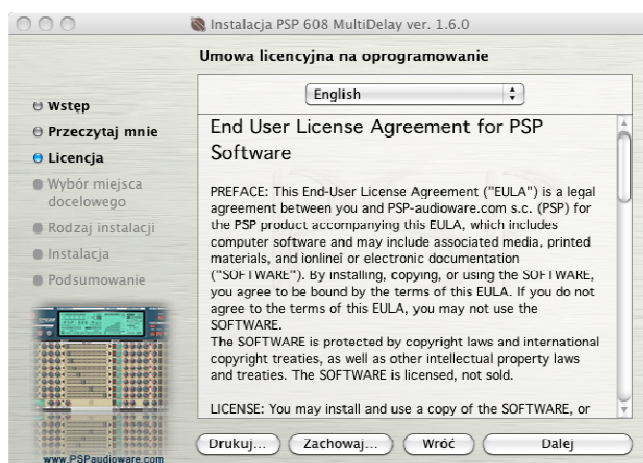 Instalacja PSP 608 MultiDelay ver. 1.6.0
Umowa licencyjna na oprogramowanie
Wstęp
Przeczytaj mnie
Licencja
Wybór miejsca
docelowego
Rodzaj instalacji
Instalacja
Podsumowanie
www.PSPaudioware.com
English
End User License Agreement for PSP
Software
PREFACE: This End-User License Agreement ("EULA") is a legal
agreement between you and PSP-audioware.com s.c. (PSP) for
the PSP product accompanying this EULA, which includes
computer software and may include associated media, printed
materials, and ìonlineî or electronic documentation
("SOFTWARE"). By installing, copying, or using the SOFTWARE,
you agree to be bound by the terms of this EULA. If you do not
agree to the terms of this EULA, you may not use the
SOFTWARE.
The SOFTWARE is protected by copyright laws and international
copyright treaties, as well as other intellectual property laws
and treaties. The SOFTWARE is licensed, not sold.
LICENSE: You may install and use a copy of the SOFTWARE, or
Drukuj...
Zachowaj...
Wróć
Dalej